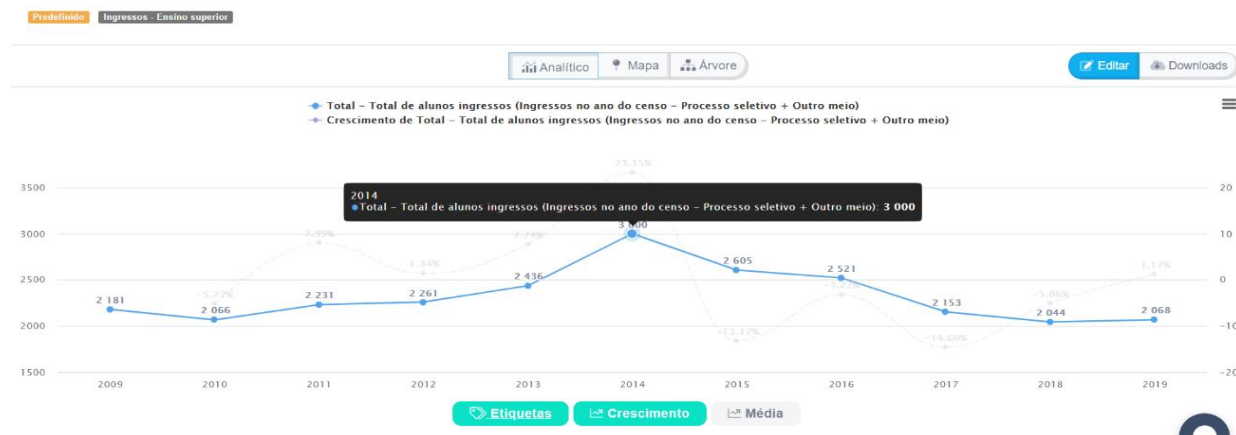 Predefinido Ingressos - Ensino superior
Analítico Mapa Árvore Editar Downloads
Total – Total de alunos ingressos (Ingressos no ano do censo – Processo seletivo + Outro meio)
Crescimento de Total – Total de alunos ingressos (Ingressos no ano do censo – Processo seletivo + Outro meio)
23.15%
3500 20
2014
Total – Total de alunos ingressos (Ingressos no ano do censo – Processo seletivo + Outro meio): 3 000
3000 7.99% 7.74% 3 000 10
2 605
2500 1.34% 2 436 2 521 1.17% 0
2 181 -5.27% 2 066 2 231 2 261 -3.22% 2 153 -5.06% 2 044 2 068
2000 -13.17% -14.60% -10
1500 -20
2009 2010 2011 2012 2013 2014 2015 2016 2017 2018 2019
Etiquetas Crescimento Média